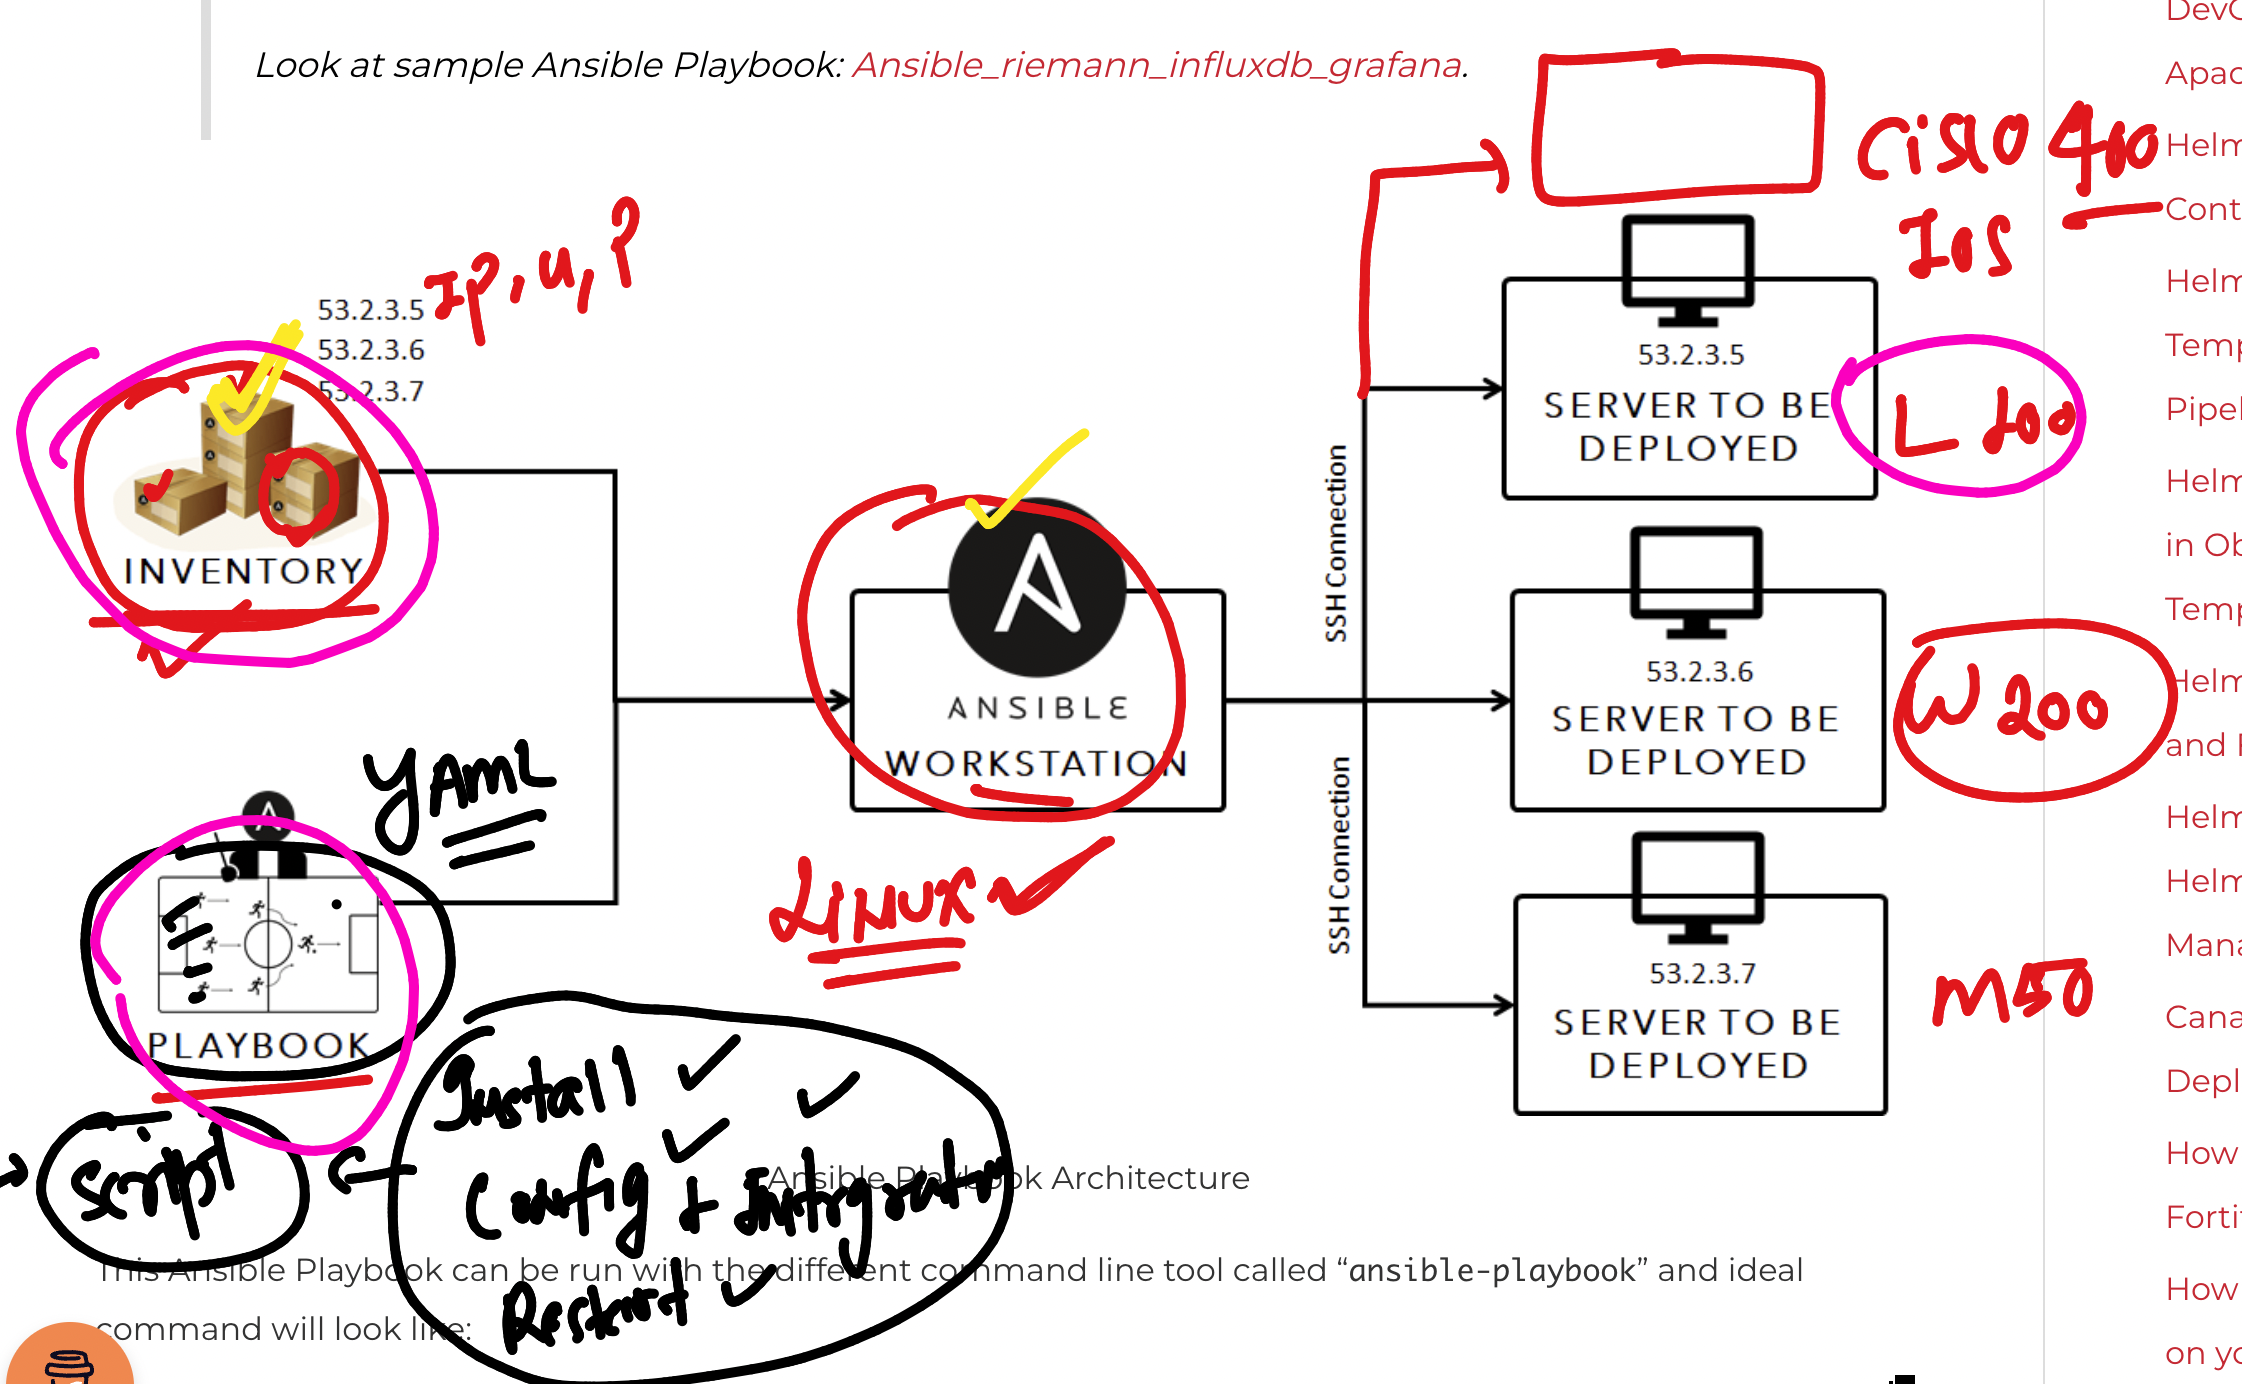 Look at sample Ansible Playbook: Ansible_riemann_influxdb_grafana.
Cisco 400
IOS
IP, U, P
53.2.3.5
53.2.3.6
53.2.3.7
INVENTORY
YAML
PLAYBOOK
Script
Install
Config + Intrgration
Restart
ANSIBLE
WORKSTATION
LINUX
SSH Connection
SSH Connection
53.2.3.5
SERVER TO BE
DEPLOYED
L 200
53.2.3.6
SERVER TO BE
DEPLOYED
W 200
53.2.3.7
SERVER TO BE
DEPLOYED
M50
Ansible Playbook Architecture
This Ansible Playbook can be run with the different command line tool called “ansible-playbook” and ideal
command will look like:
DevO
Apac
Helm
Cont
Helm
Temp
Pipel
Helm
in Ob
Temp
Helm
and
Helm
Helm
Mana
Cana
Depl
How
Forti
How
on yo